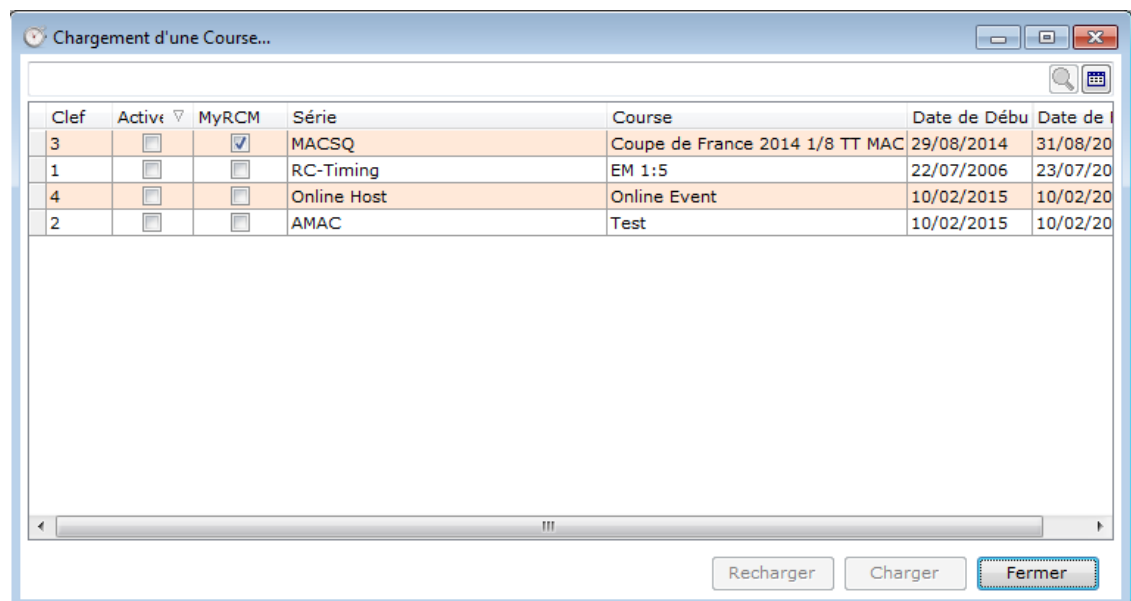 Chargement d'une Course...
Clef Active MyRCM Série Course Date de Débu Date de
3 MACSQ Coupe de France 2014 1/8 TT MAC 29/08/2014 31/08/20
1 RC-Timing EM 1:5 22/07/2006 23/07/20
4 Online Host Online Event 10/02/2015 10/02/20
2 AMAC Test 10/02/2015 10/02/20
Recharger Charger Fermer